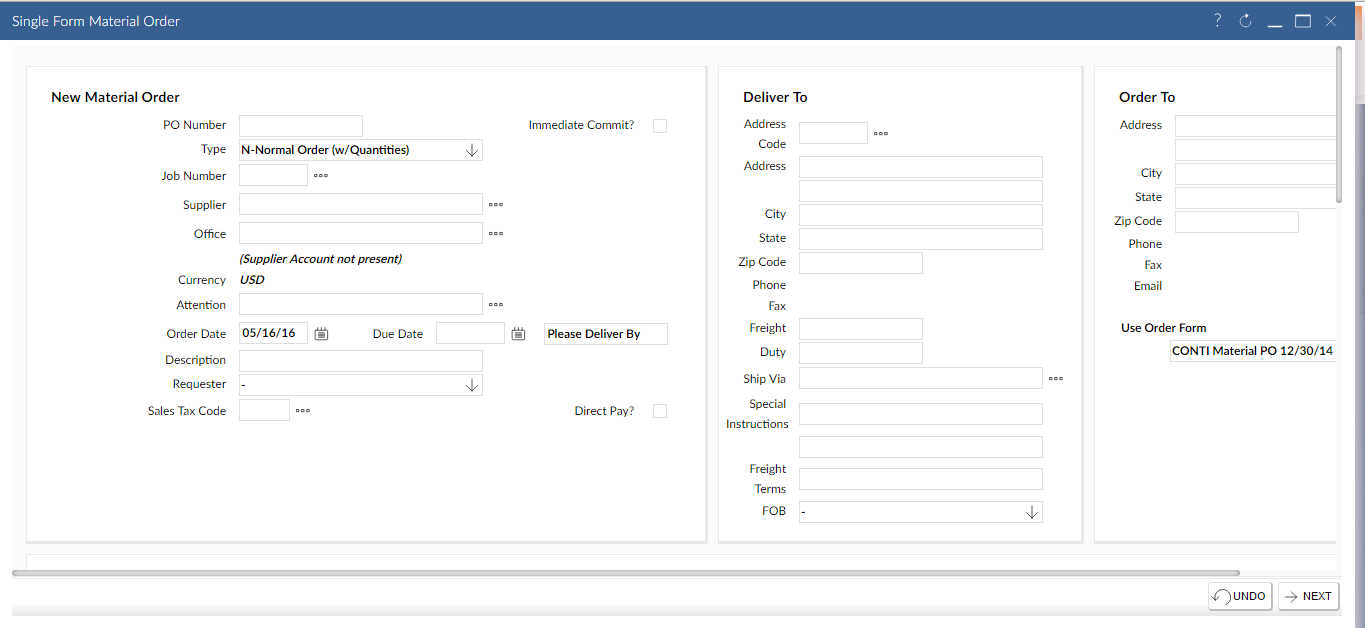 Single Form Material Order
?
New Material Order
PO Number
Immediate Commit?
Type N-Normal Order (w/Quantities)
Job Number
Supplier
Office
(Supplier Account not present)
Currency USD
Attention
Order Date 05/16/16 Due Date Please Deliver By
Description
Requester -
Sales Tax Code
Direct Pay?
Deliver To
Address
Code
Address
City
State
Zip Code
Phone
Fax
Freight
Duty
Ship Via
Special
Instructions
Freight
Terms
FOB -
Order To
Address
City
State
Zip Code
Phone
Fax
Email
Use Order Form
CONTI Material PO 12/30/14
UNDO
NEXT